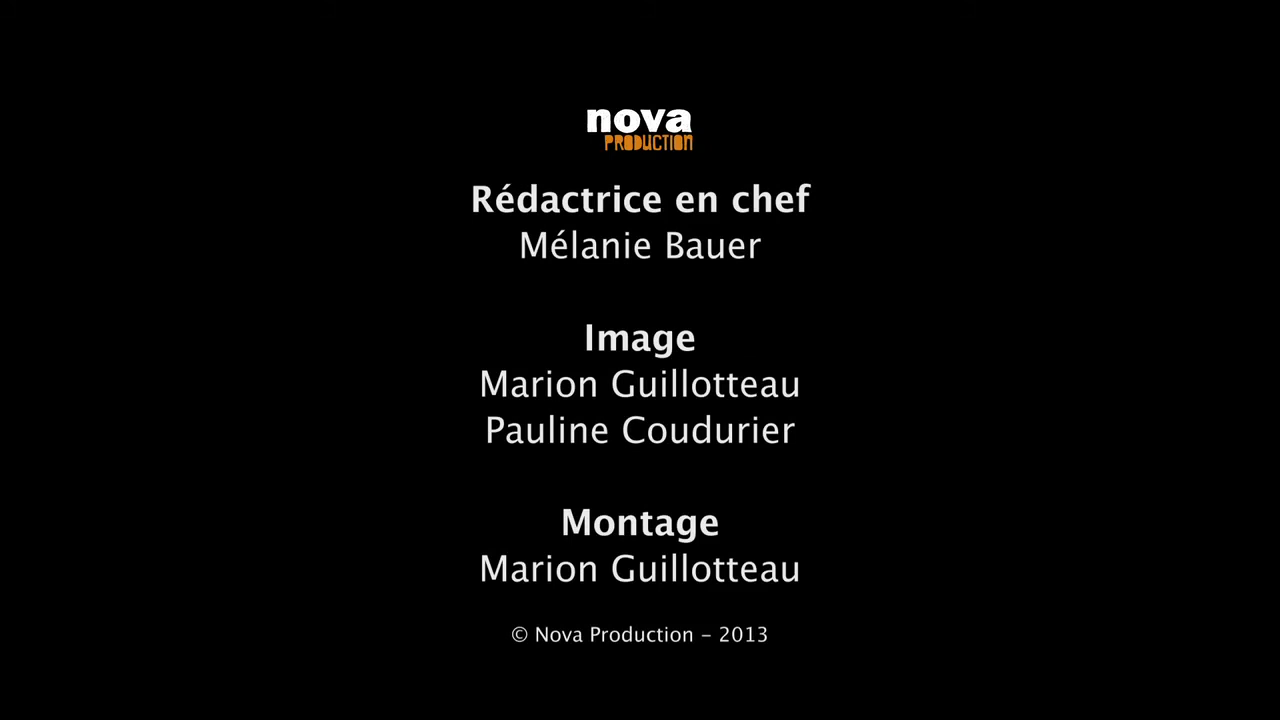 nova
PRODUCTION
Rédactrice en chef
Mélanie Bauer
Image
Marion Guillotteau
Pauline Coudurier
Montage
Marion Guillotteau
© Nova Production – 2013